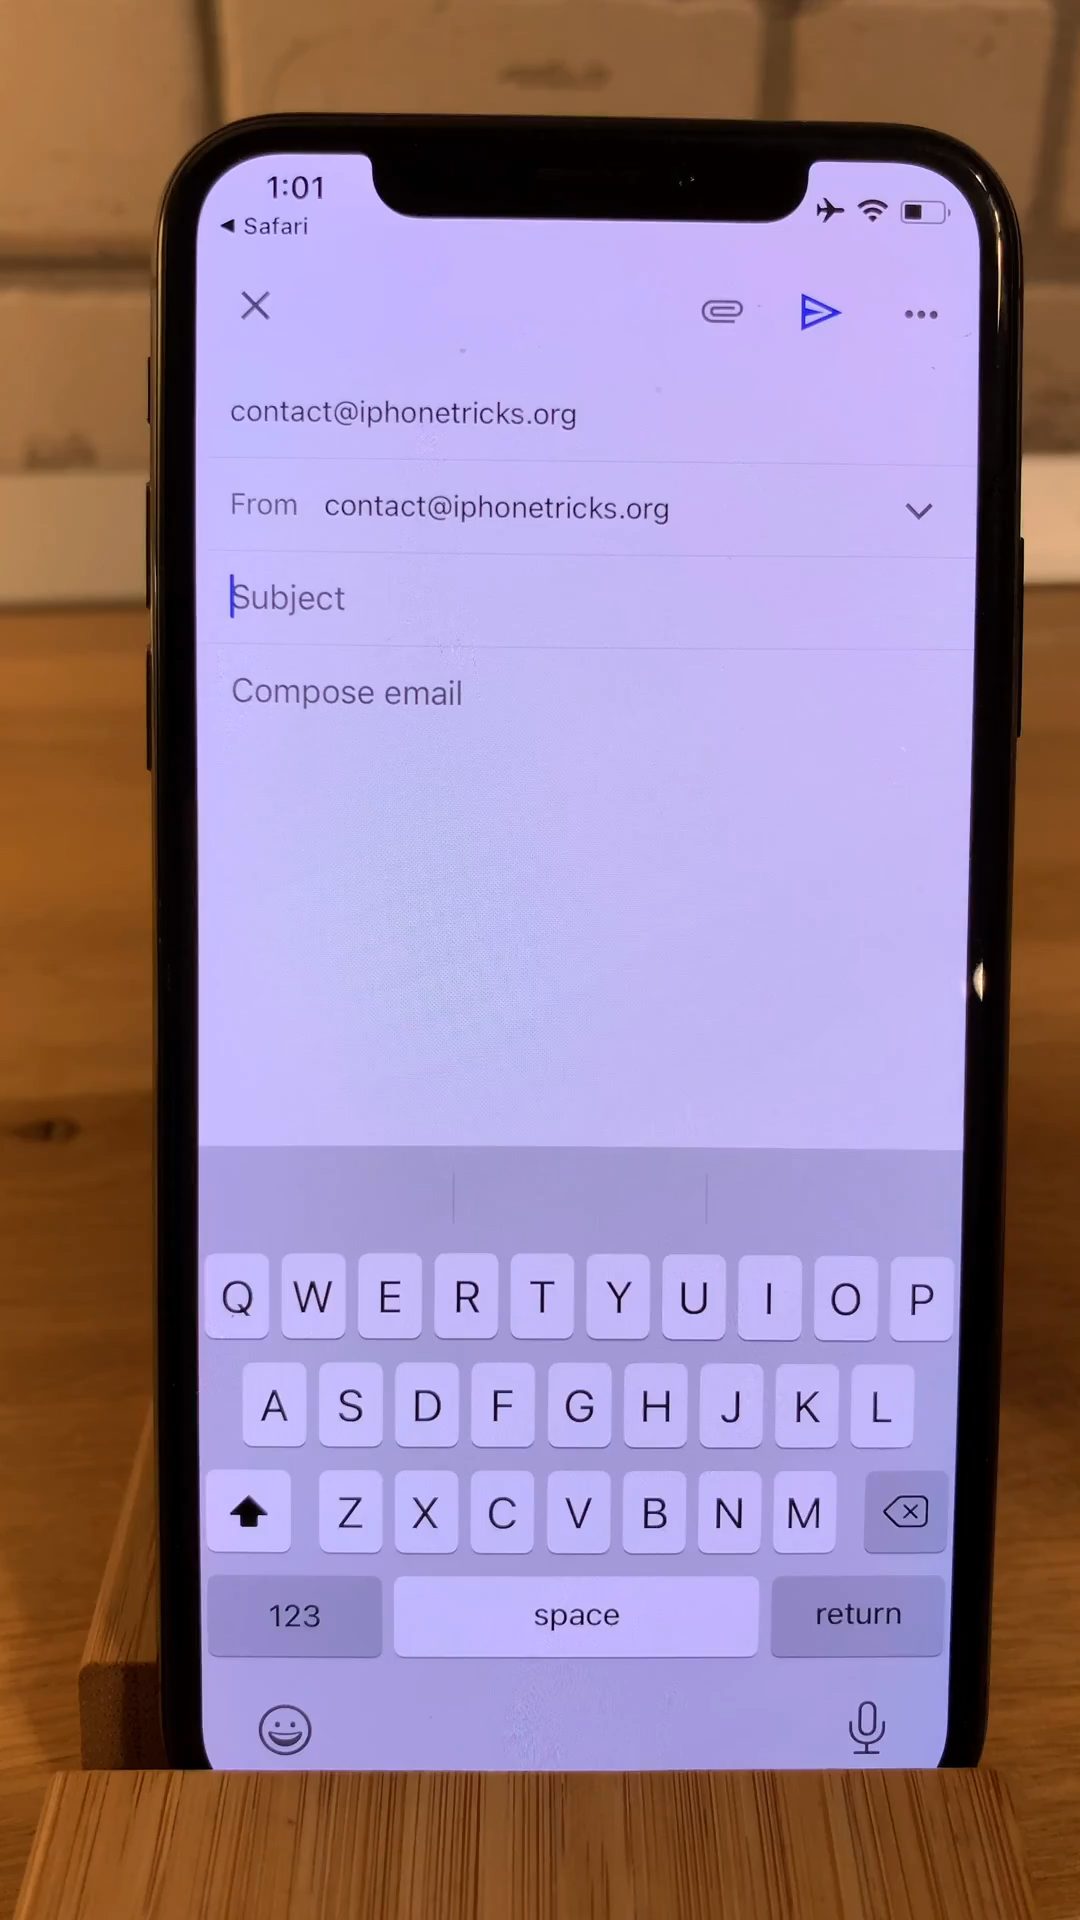 1:01
◀ Safari
contact@iphonetricks.org
From contact@iphonetricks.org
Subject
Compose email
Q W E R T Y U I O P
A S D F G H J K L
Z X C V B N M
123 space return